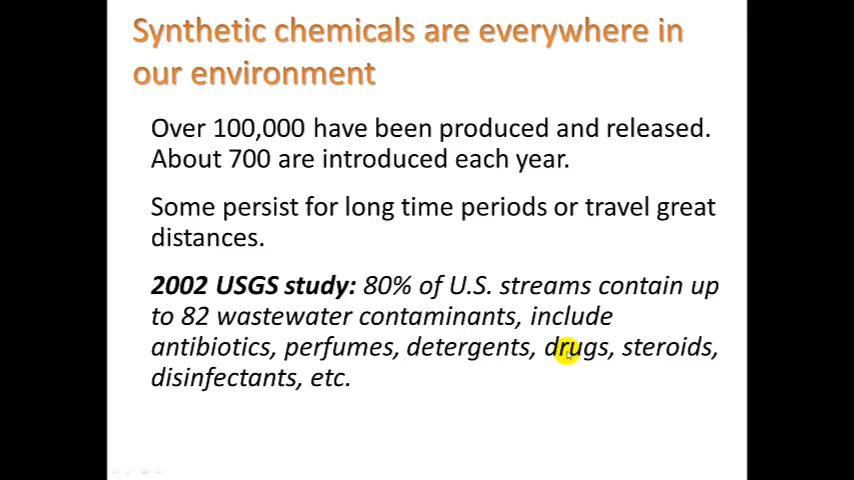 Synthetic chemicals are everywhere in
our environment
Over 100,000 have been produced and released.
About 700 are introduced each year.
Some persist for long time periods or travel great
distances.
2002 USGS study: 80% of U.S. streams contain up
to 82 wastewater contaminants, include
antibiotics, perfumes, detergents, drugs, steroids,
disinfectants, etc.